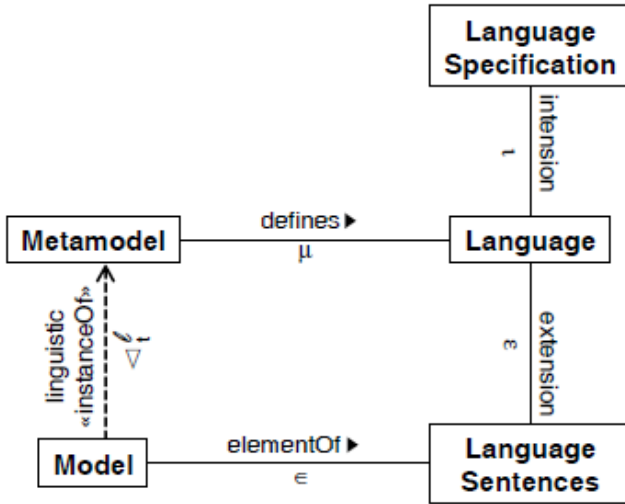 Language
Specification
intension
ι
defines ▶
Metamodel
μ
Language
linguistic
«instanceOf»
ℓ
▽ t
extension
ε
elementOf ▶
Model
∈
Language
Sentences